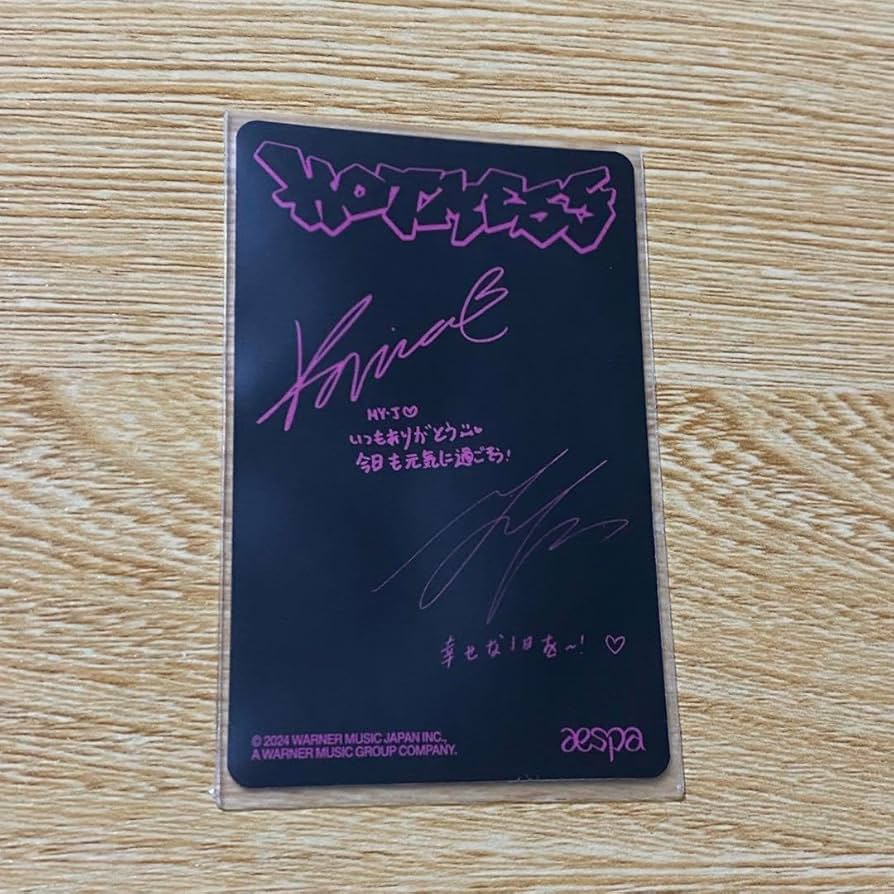 HOT MESS
Karina
MY-J♡
いつもありがとう
今日も元気に過ごそう!
幸せな1日を~! ♡
© 2024 WARNER MUSIC JAPAN INC.,
A WARNER MUSIC GROUP COMPANY.
aespa